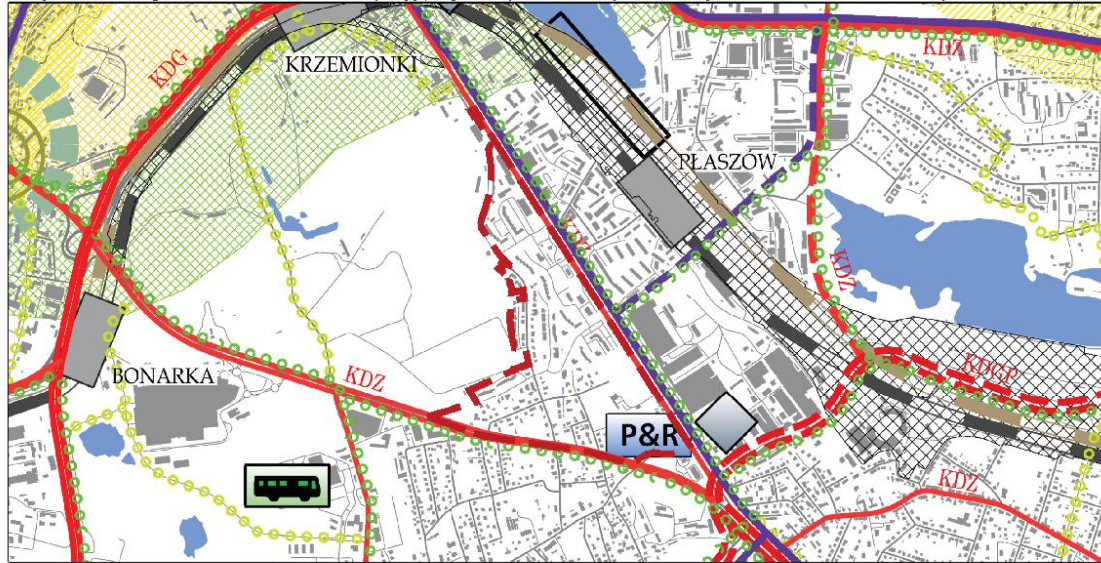 KDG
KRZEMIONKI
KDZ
PŁASZÓW
KDZ
BONARKA
KDZ
P&R
KDGP
KDZ